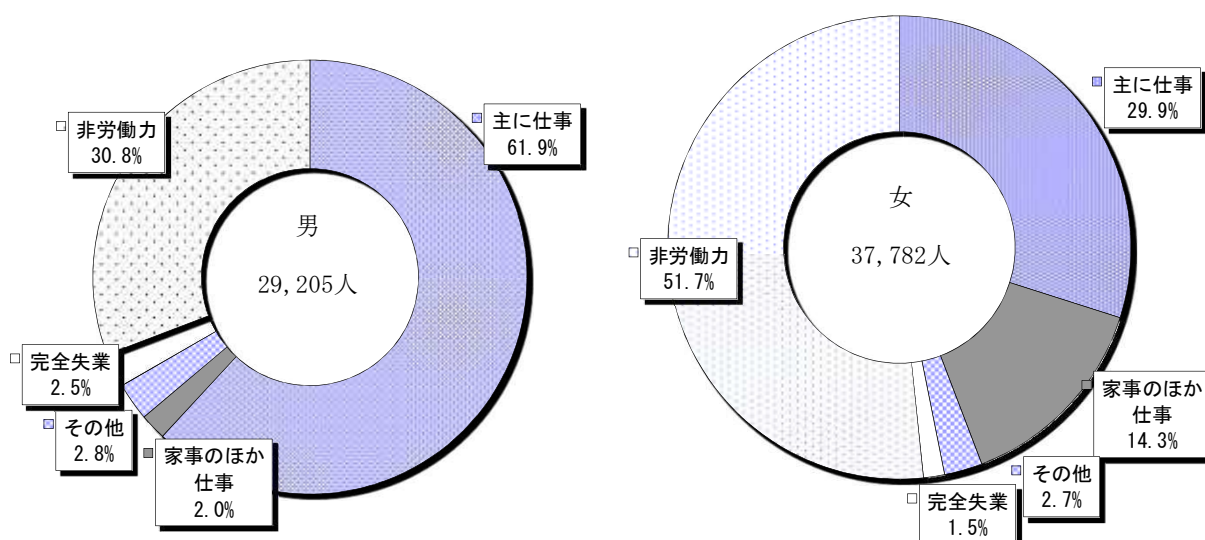 男
29,205人
主に仕事
61.9%
家事のほか
仕事
2.0%
その他
2.8%
完全失業
2.5%
非労働力
30.8%
女
37,782人
主に仕事
29.9%
家事のほか
仕事
14.3%
その他
2.7%
完全失業
1.5%
非労働力
51.7%